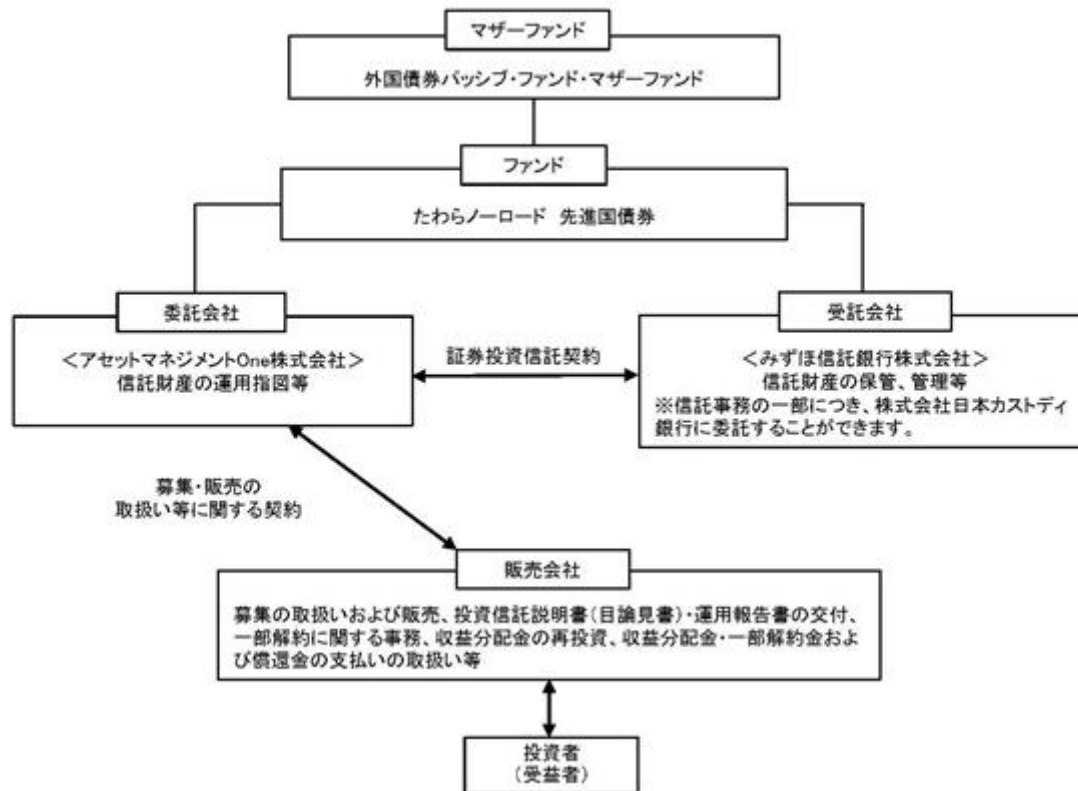 マザーファンド
外国債券パッシブ・ファンド・マザーファンド
ファンド
たわらノーロード 先進国債券
委託会社
＜アセットマネジメントOne株式会社＞
信託財産の運用指図等
証券投資信託契約
受託会社
＜みずほ信託銀行株式会社＞
信託財産の保管、管理等
※信託事務の一部につき、株式会社日本カストディ
銀行に委託することができます。
募集・販売の
取扱い等に関する契約
販売会社
募集の取扱いおよび販売、投資信託説明書(目論見書)・運用報告書の交付、
一部解約に関する事務、収益分配金の再投資、収益分配金・一部解約金およ
び償還金の支払いの取扱い等
投資者
（受益者）